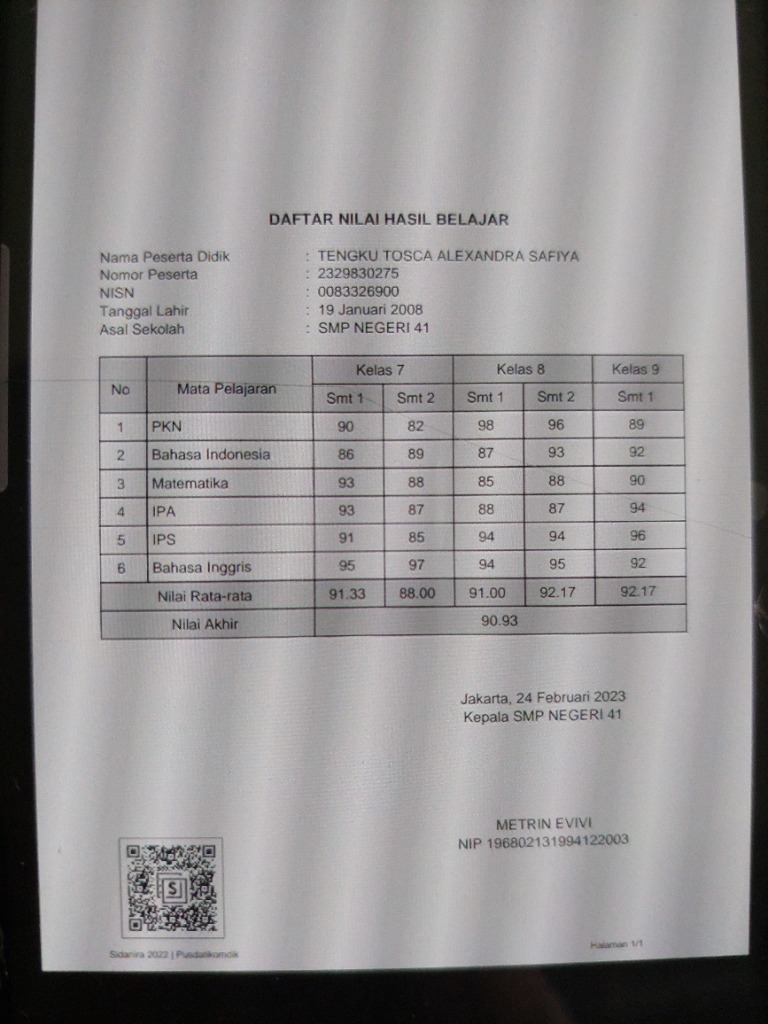 DAFTAR NILAI HASIL BELAJAR
Nama Peserta Didik : TENGKU TOSCA ALEXANDRA SAFIYA
Nomor Peserta : 2329830275
NISN : 0083326900
Tanggal Lahir : 19 Januari 2008
Asal Sekolah : SMP NEGERI 41
No Mata Pelajaran Kelas 7 Kelas 8 Kelas 9
Smt 1 Smt 2 Smt 1 Smt 2 Smt 1
1 PKN 90 82 98 96 89
2 Bahasa Indonesia 86 89 87 93 92
3 Matematika 93 88 85 88 90
4 IPA 93 87 88 87 94
5 IPS 91 85 94 94 96
6 Bahasa Inggris 95 97 94 95 92
Nilai Rata-rata 91.33 88.00 91.00 92.17 92.17
Nilai Akhir 90.93
Jakarta, 24 Februari 2023
Kepala SMP NEGERI 41
METRIN EVIVI
NIP 196802131994122003
S
Sidanira 2022 | Pusdatikomdik
Halaman 1/1